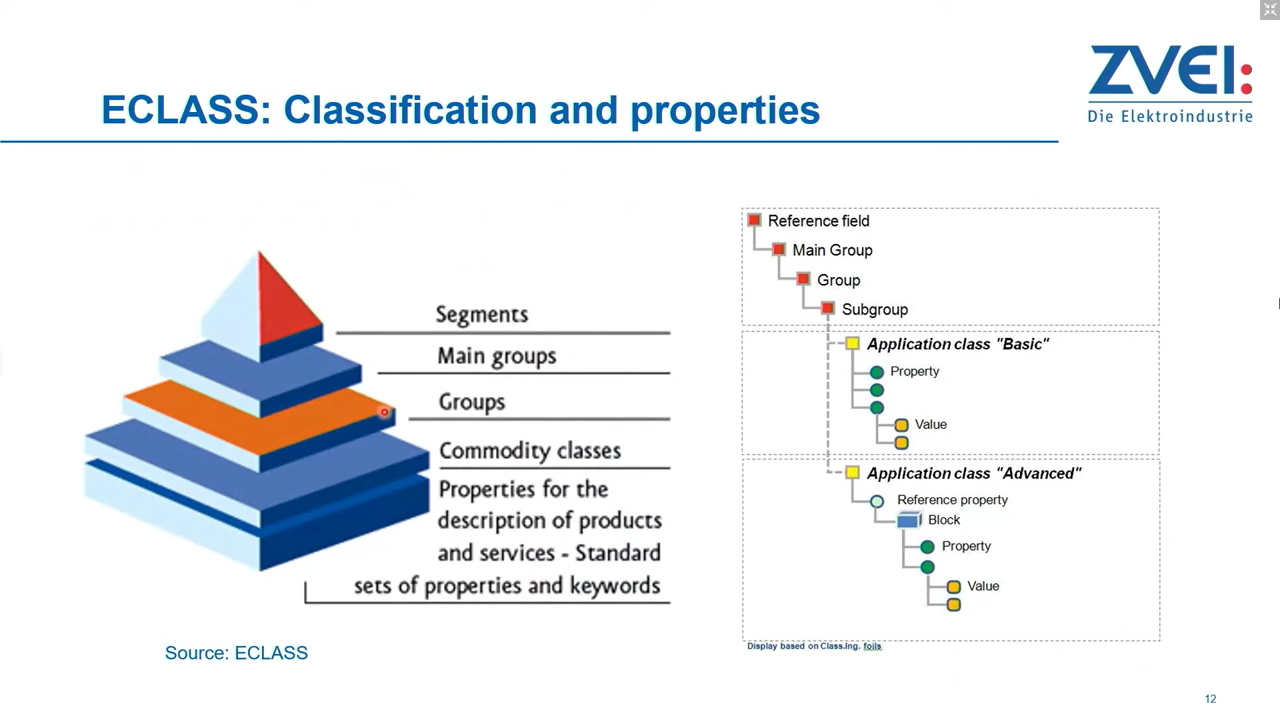 ZVEI:
Die Elektroindustrie
ECLASS: Classification and properties
Segments
Main groups
Groups
Commodity classes
Properties for the
description of products
and services - Standard
sets of properties and keywords
Source: ECLASS
Reference field
Main Group
Group
Subgroup
Application class "Basic"
Property
Value
Application class "Advanced"
Reference property
Block
Property
Value
Display based on Class.Ing. foils
12